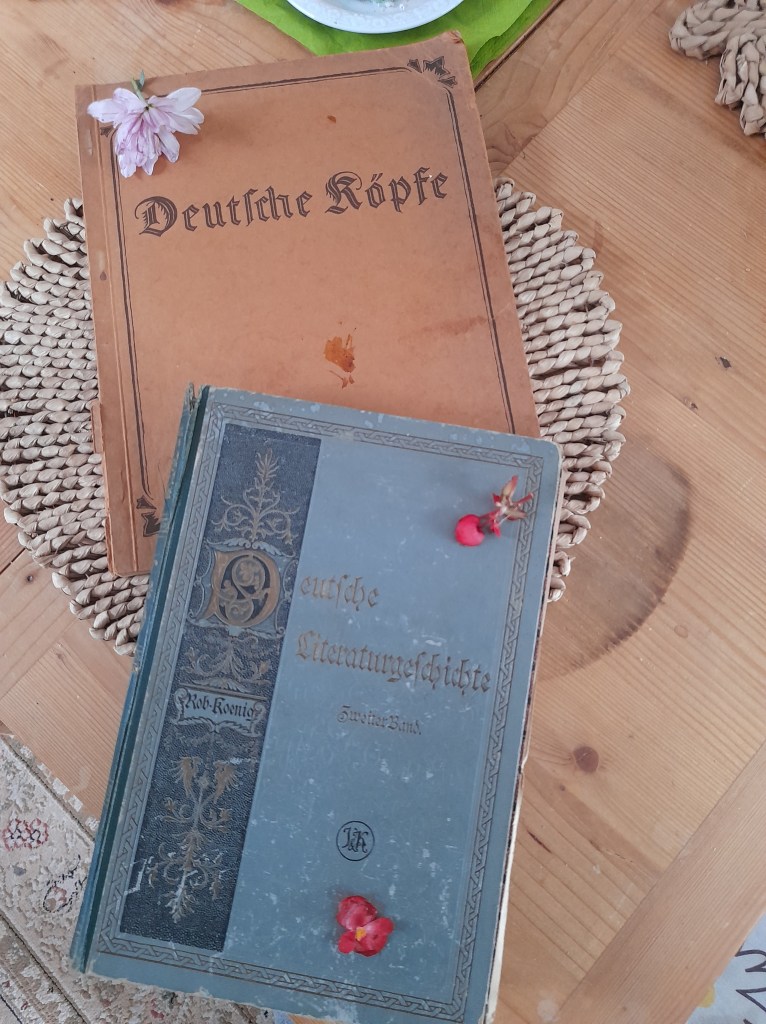 Deutsche Köpfe
Deutsche
Literaturgeschichte
Rob. Koenig
Zweiter Band.
V&K